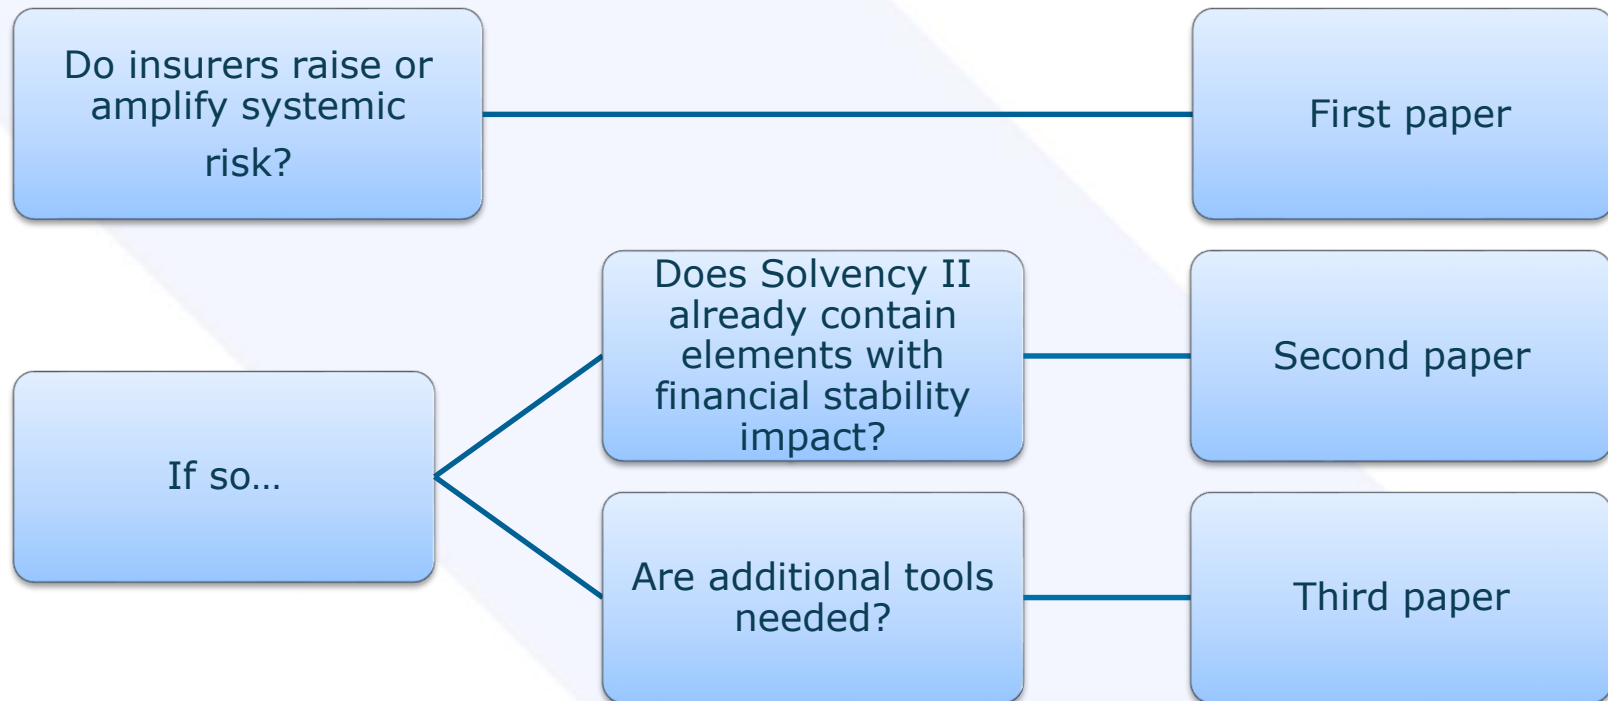 Do insurers raise or
amplify systemic
risk?
First paper
Does Solvency II
already contain
elements with
financial stability
impact?
Second paper
If so…
Are additional tools
needed?
Third paper